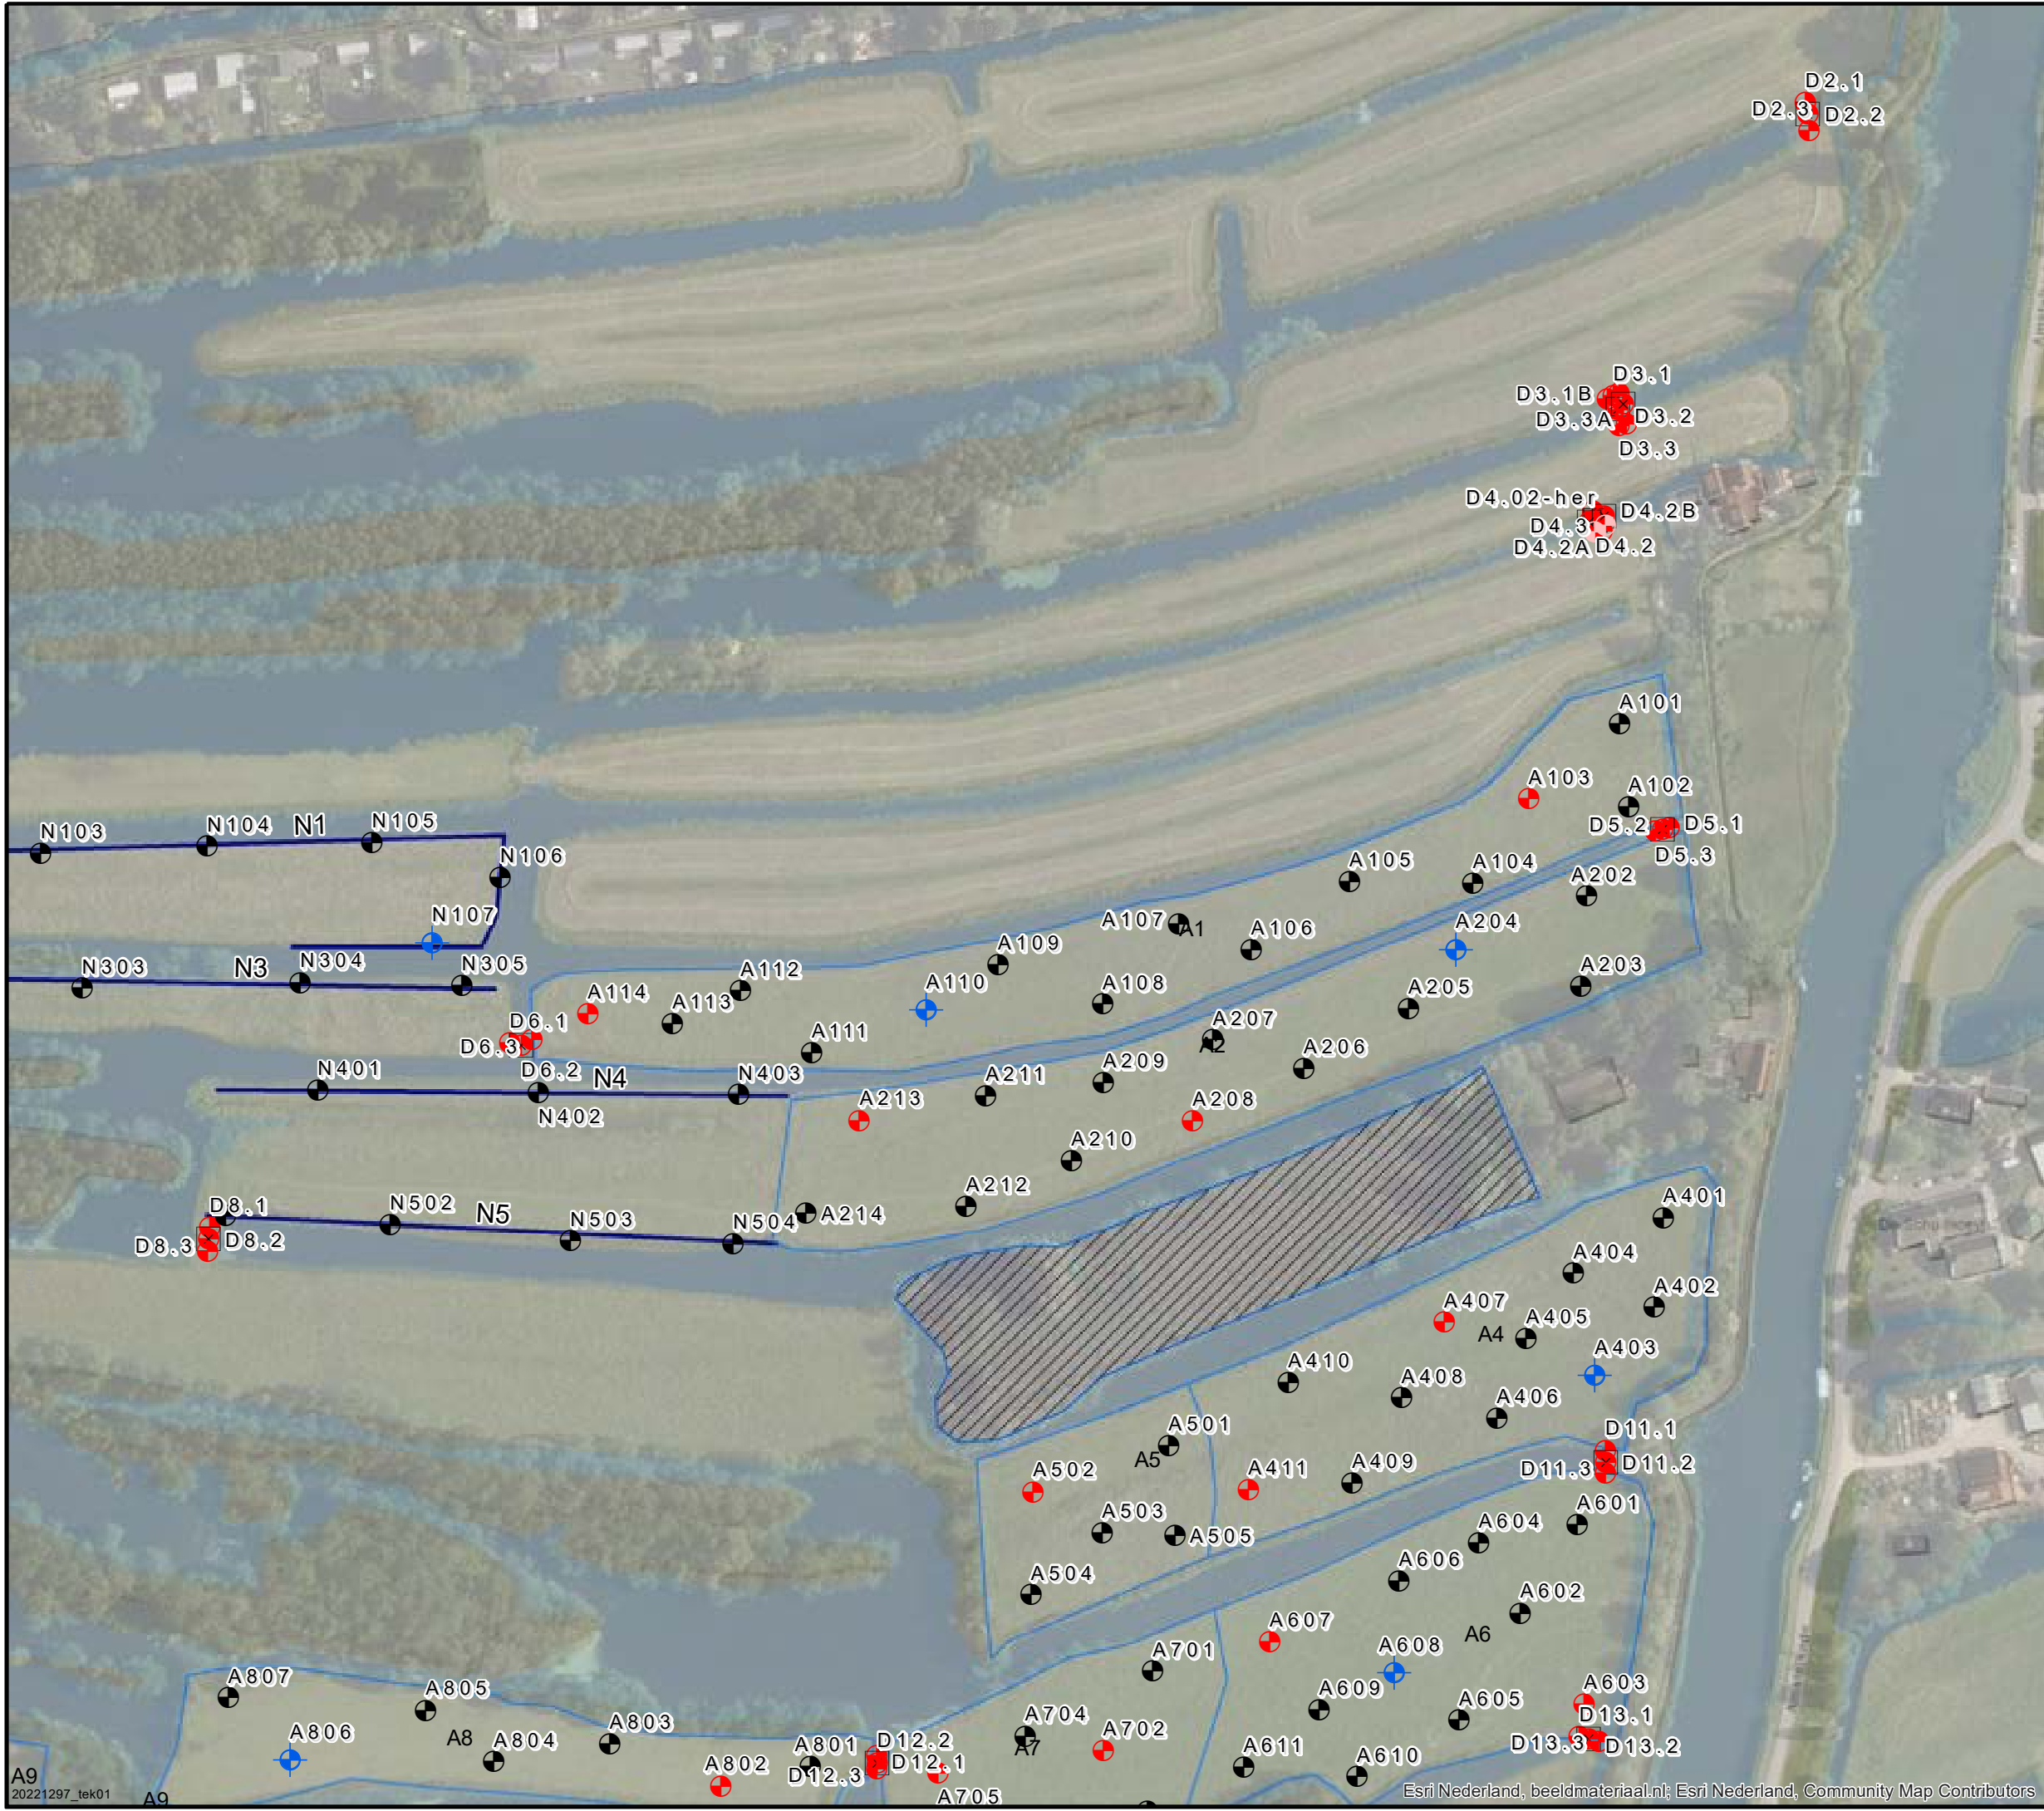 D2.1
D2.3
D2.2
D3.1
D3.1B
D3.2
D3.3A
D3.3
D4.02-her
D4.2B
D4.3
D4.2A
D4.2
A101
A103
A102
D5.2
D5.1
D5.3
N103
N104
N1
N105
N106
A105
A104
A202
N107
A107
A1
A106
A204
A109
N303
N3
N304
N305
A112
A110
A108
A203
A114
A113
A205
D6.1
D6.3
A111
A207
A2
A206
D6.2
N401
N4
N403
A211
A209
N402
A213
A208
A210
A212
D8.1
N502
N5
N503
N504
A214
D8.3
D8.2
A401
A404
A402
A407
A4
A405
A403
A410
A408
A406
A501
A5
D11.1
A502
A411
A409
D11.3
D11.2
A503
A505
A601
A604
A606
A504
A602
A607
A6
A701
A608
A807
A805
A609
A605
A603
A806
A8
A804
A803
A704
A7
A702
D13.1
D13.3
D13.2
A802
A801
D12.2
D12.1
D12.3
A611
A610
A705
A9
A9
20221297_tek01
Esri Nederland, beeldmateriaal.nl; Esri Nederland, Community Map Contributors